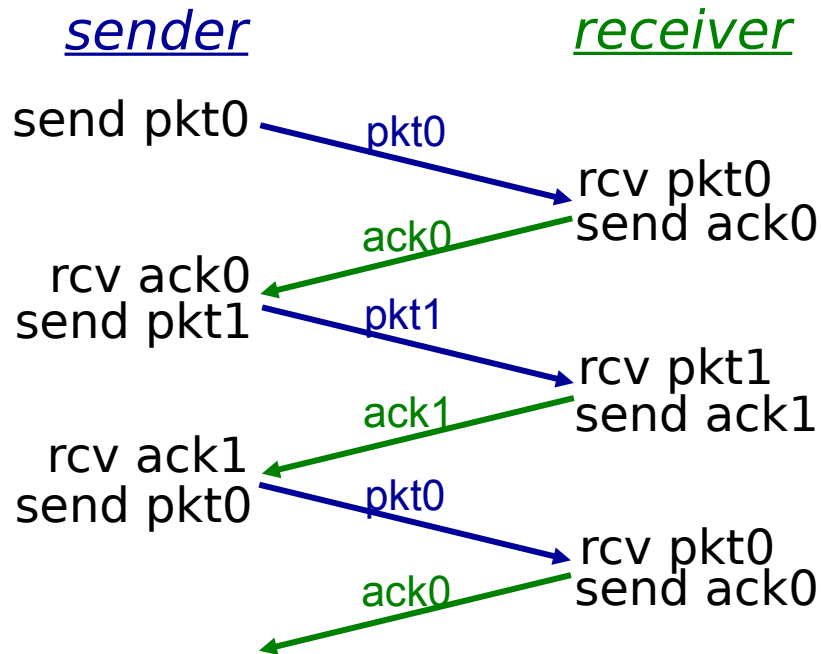 sender
receiver
send pkt0
pkt0
rcv pkt0
send ack0
ack0
rcv ack0
send pkt1
pkt1
rcv pkt1
send ack1
ack1
rcv ack1
send pkt0
pkt0
rcv pkt0
send ack0
ack0